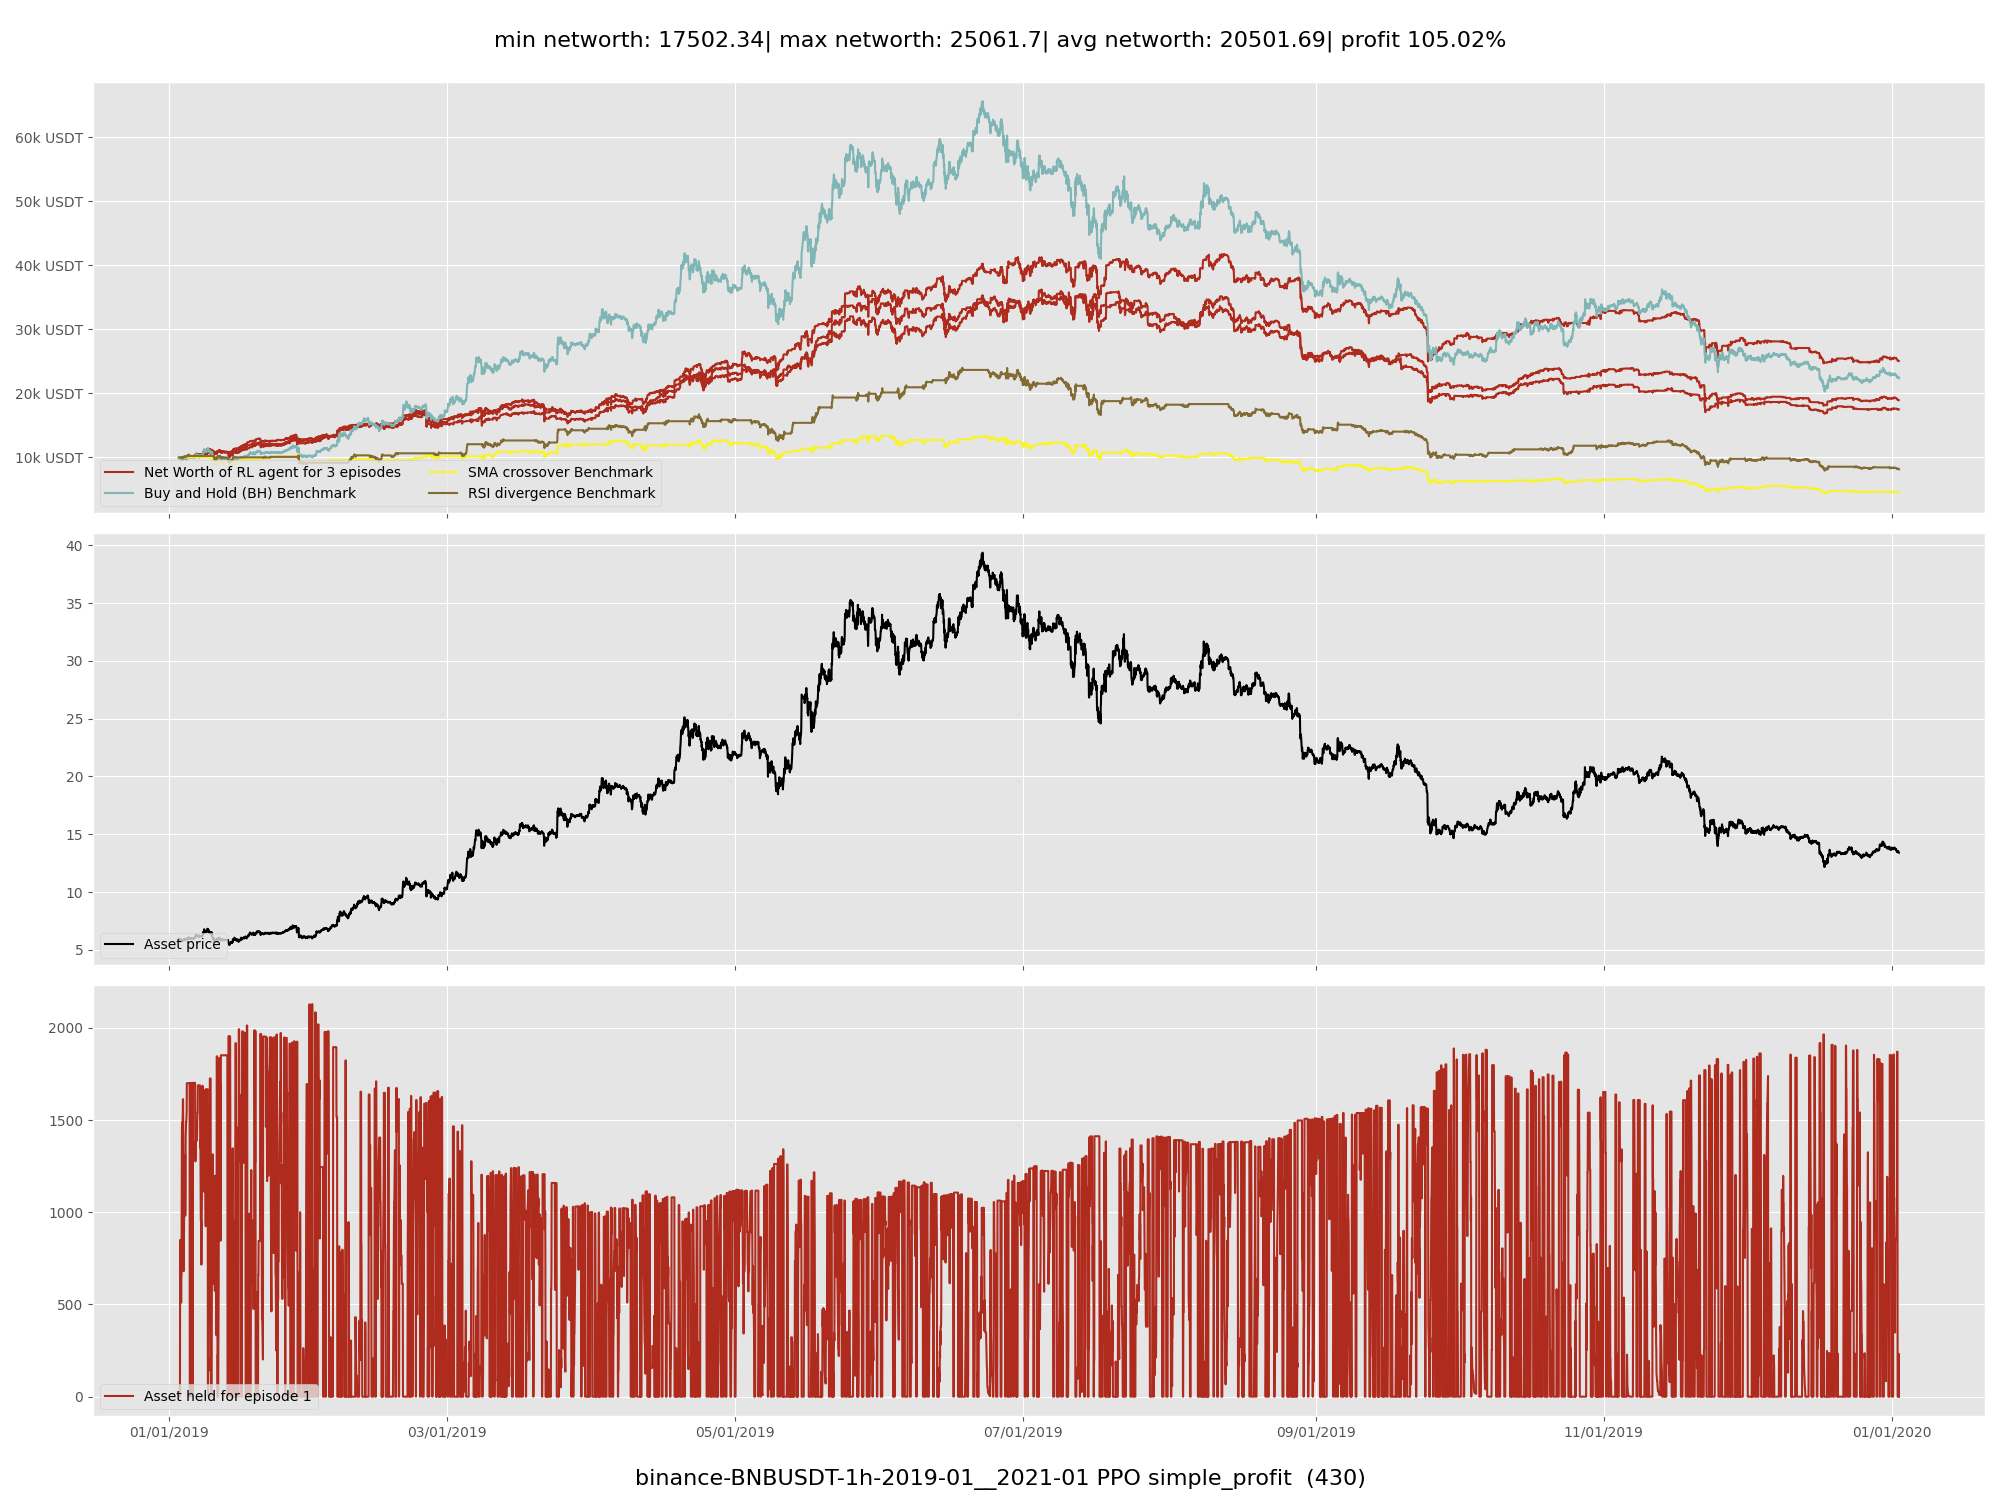 min networth: 17502.34| max networth: 25061.7| avg networth: 20501.69| profit 105.02%
60k USDT
50k USDT
40k USDT
30k USDT
20k USDT
10k USDT
Net Worth of RL agent for 3 episodes
Buy and Hold (BH) Benchmark
SMA crossover Benchmark
RSI divergence Benchmark
40
35
30
25
20
15
10
5
Asset price
2000
1500
1000
500
0
Asset held for episode 1
01/01/2019 03/01/2019 05/01/2019 07/01/2019 09/01/2019 11/01/2019 01/01/2020
binance-BNBUSDT-1h-2019-01__2021-01 PPO simple_profit (430)